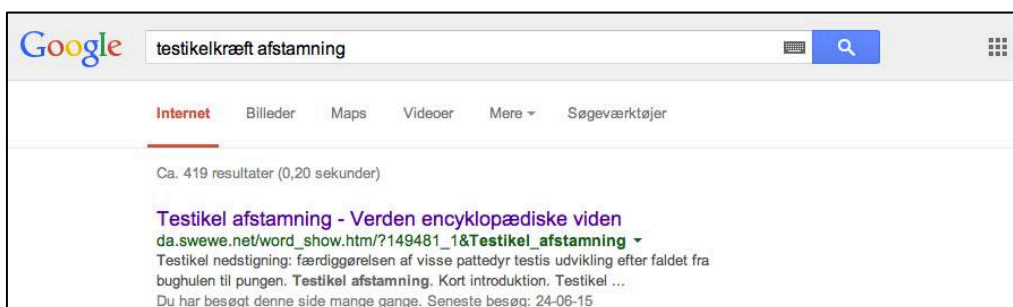 Google testikelkræft afstamning
Internet Billeder Maps Videoer Mere Søgeværktøjer
Ca. 419 resultater (0,20 sekunder)
Testikel afstamning - Verden encyklopædiske viden
da.swewe.net/word_show.htm/?149481_1&Testikel_afstamning
Testikel nedstigning: færdiggørelsen af visse pattedyr testis udvikling efter faldet fra
bughulen til pungen. Testikel afstamning. Kort introduktion. Testikel ...
Du har besøgt denne side mange gange. Seneste besøg: 24-06-15